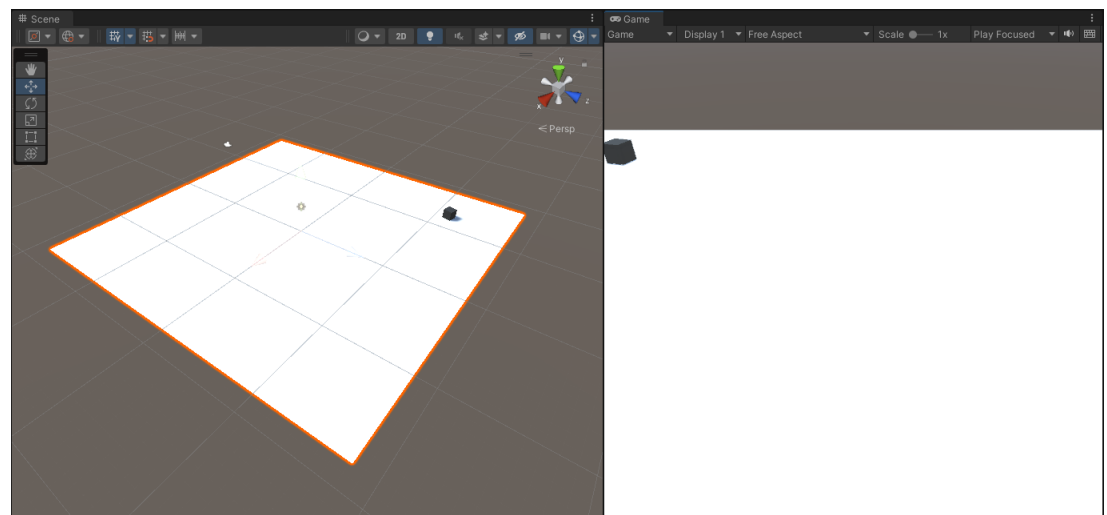 Scene
Game
2D
Game Display 1 Free Aspect Scale 1x Play Focused
y
x
z
Persp